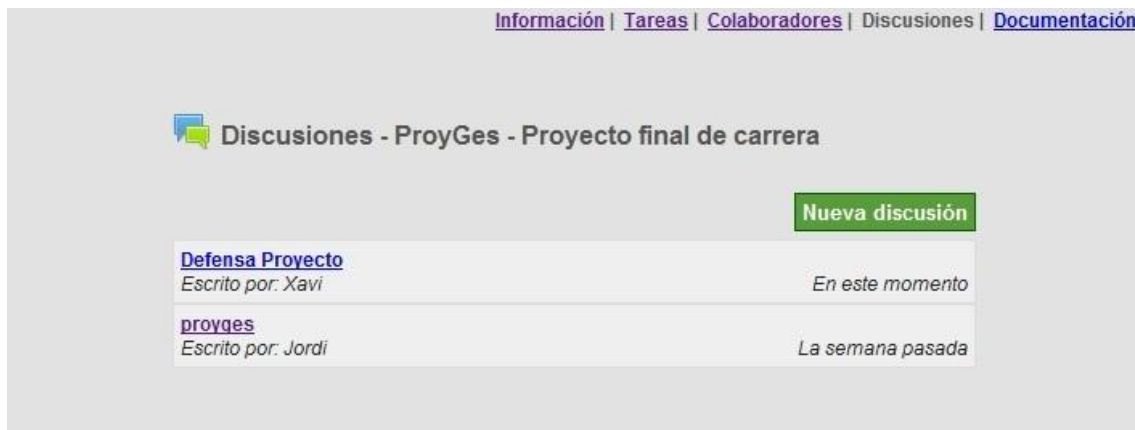 Información | Tareas | Colaboradores | Discusiones | Documentación
Discusiones - ProyGes - Proyecto final de carrera
Nueva discusión
Defensa Proyecto
Escrito por: Xavi En este momento
proyges
Escrito por: Jordi La semana pasada